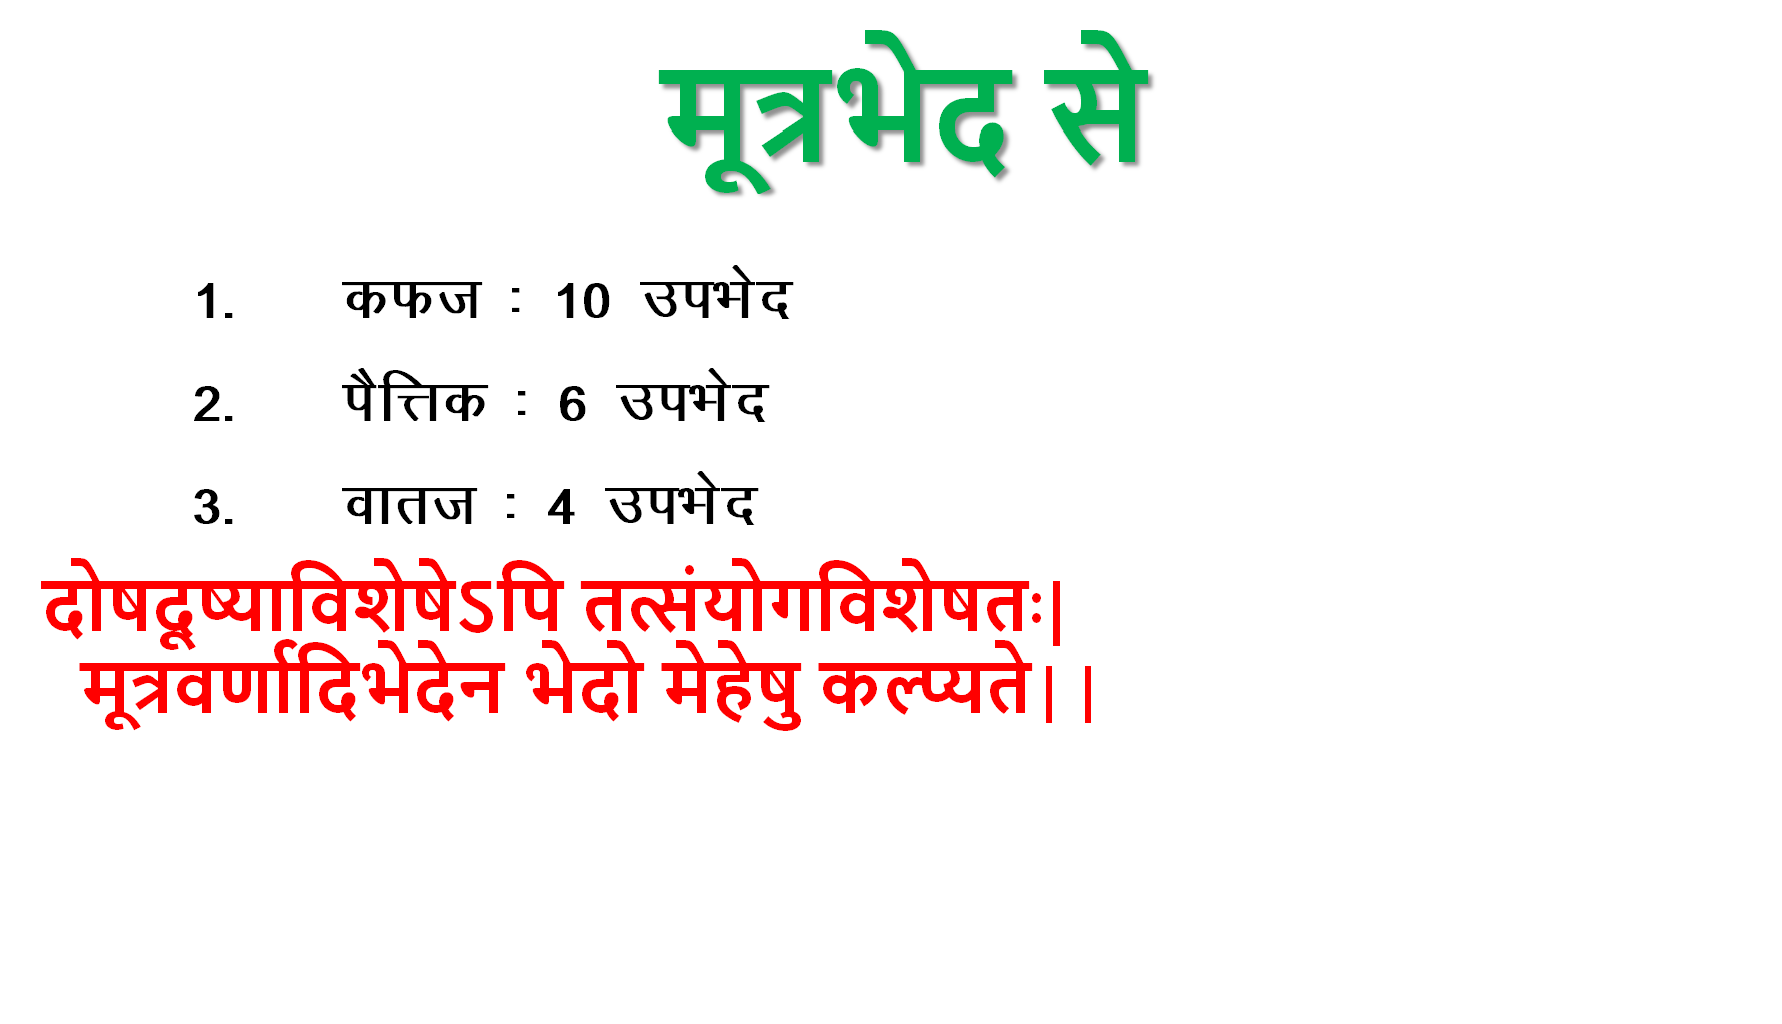 मूत्रभेद से
1. कफज : 10 उपभेद
2. पैत्तिक : 6 उपभेद
3. वातज : 4 उपभेद
दोषदूष्याविशेषेऽपि तत्संयोगविशेषतः|
मूत्रवर्णादिभेदेन भेदो मेहेषु कल्प्यते||